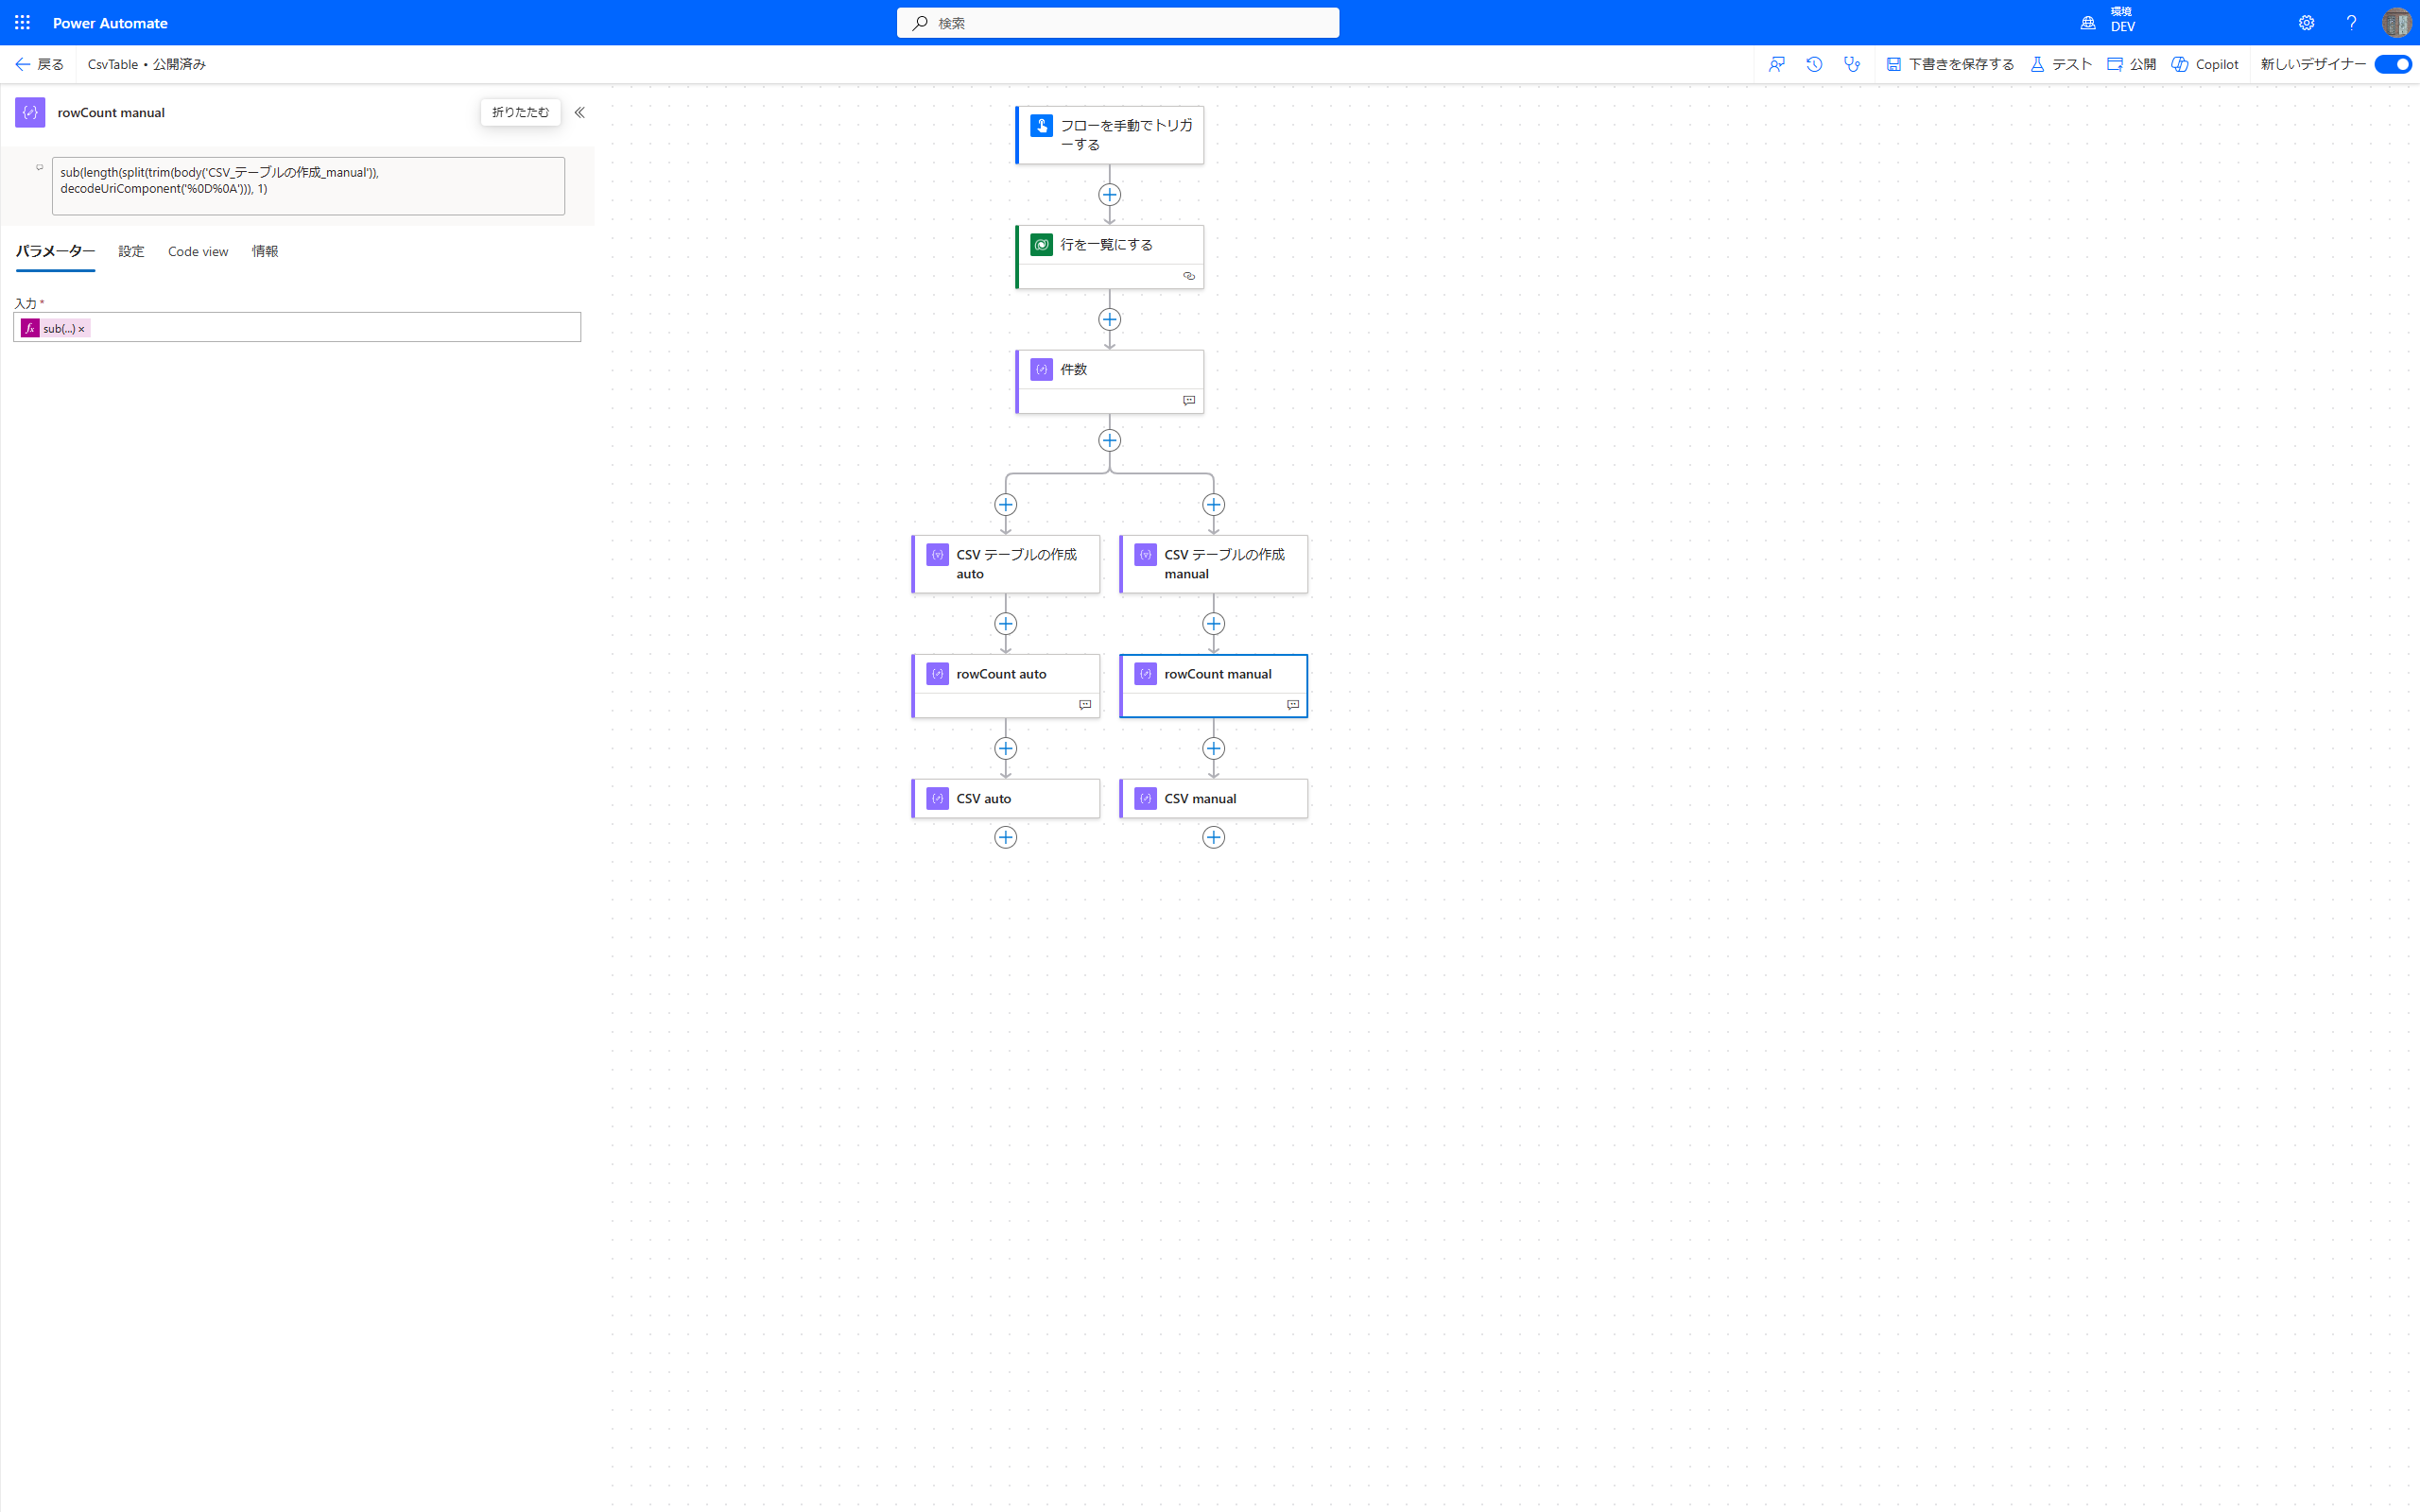 Power Automate
検索
環境
DEV
戻る
CsvTable • 公開済み
下書きを保存する
テスト
公開
Copilot
新しいデザイナー
rowCount manual
折りたたむ
sub(length(split(trim(body('CSV_テーブルの作成_manual')),
decodeUriComponent('%0D%0A'))), 1)
パラメーター
設定
Code view
情報
入力 *
fx sub(...) ×
フローを手動でトリガ
ーする
行を一覧にする
件数
CSV テーブルの作成
auto
CSV テーブルの作成
manual
rowCount auto
rowCount manual
CSV auto
CSV manual